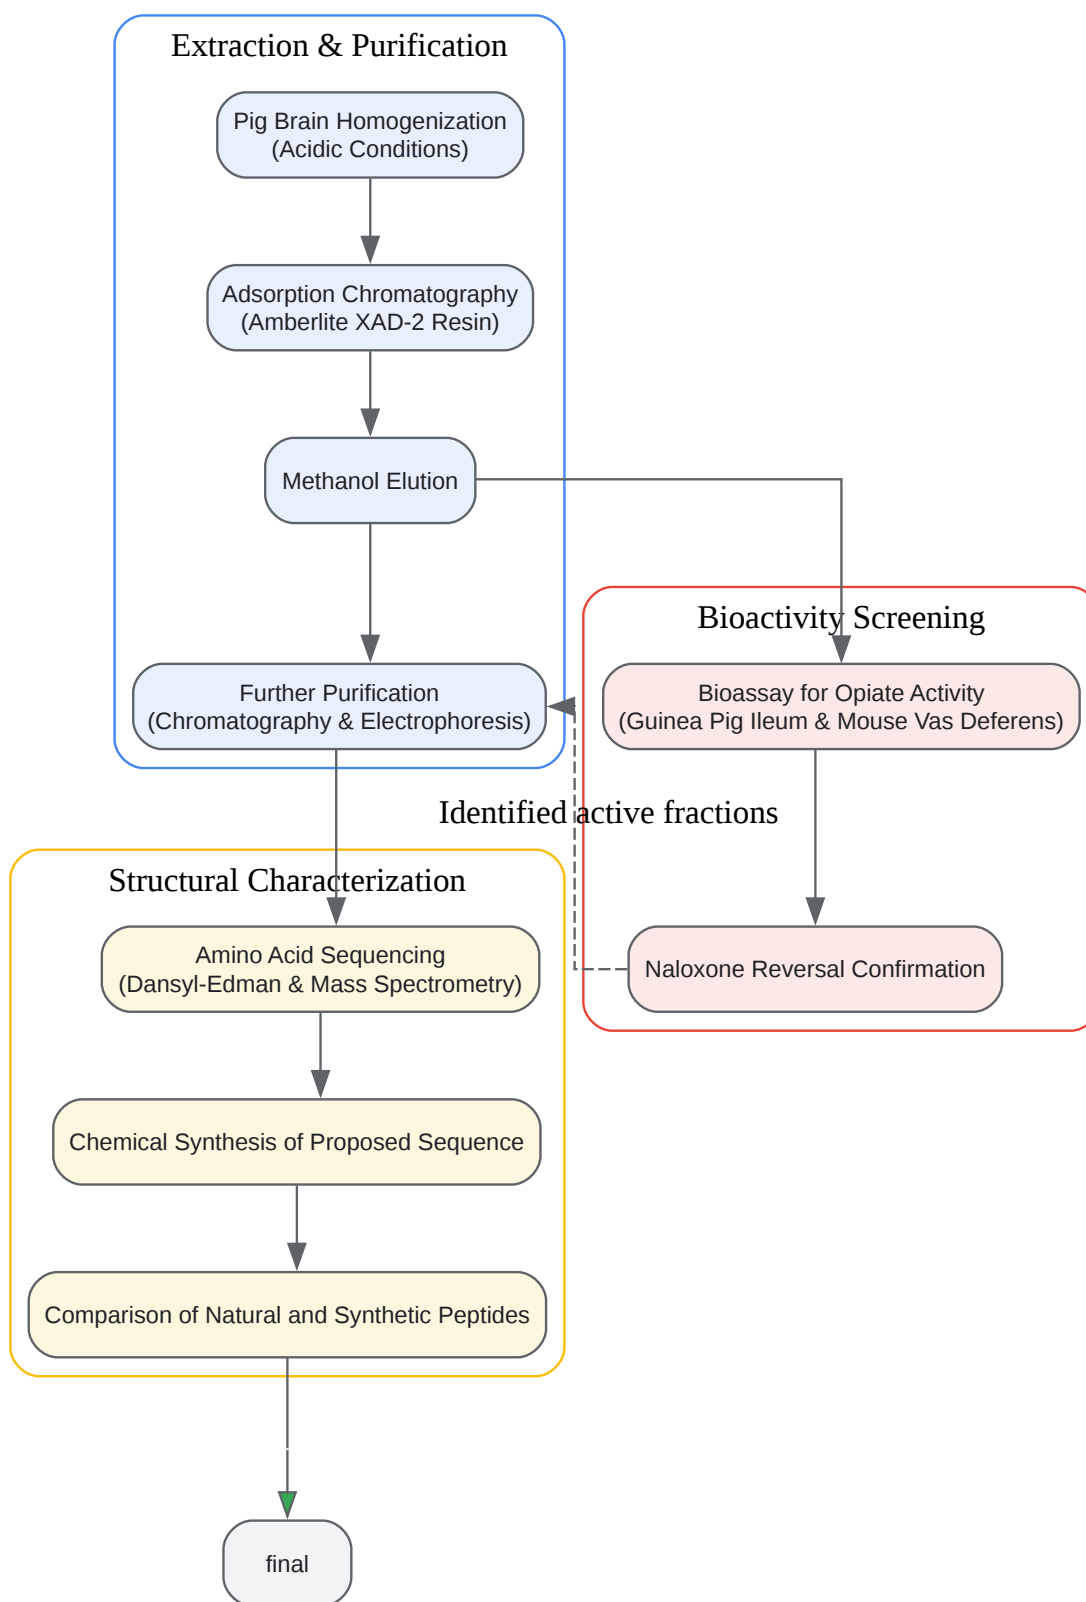 Extraction & Purification
Pig Brain Homogenization
(Acidic Conditions)
Adsorption Chromatography
(Amberlite XAD-2 Resin)
Methanol Elution
Further Purification
(Chromatography & Electrophoresis)
Bioactivity Screening
Bioassay for Opiate Activity
(Guinea Pig Ileum & Mouse Vas Deferens)
Identified active fractions
Naloxone Reversal Confirmation
Structural Characterization
Amino Acid Sequencing
(Dansyl-Edman & Mass Spectrometry)
Chemical Synthesis of Proposed Sequence
Comparison of Natural and Synthetic Peptides
final